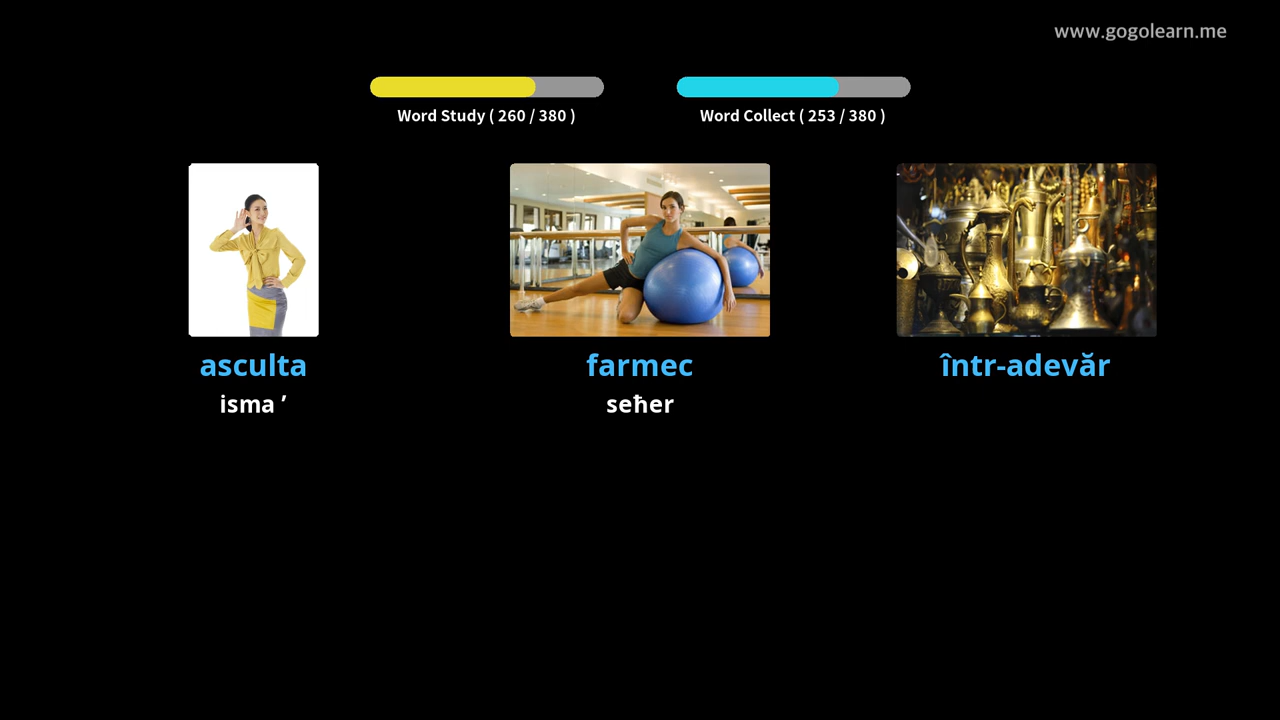 www.gogolearn.me
Word Study ( 260 / 380 )
Word Collect ( 253 / 380 )
asculta
farmec
într-adevăr
isma ’
seħer